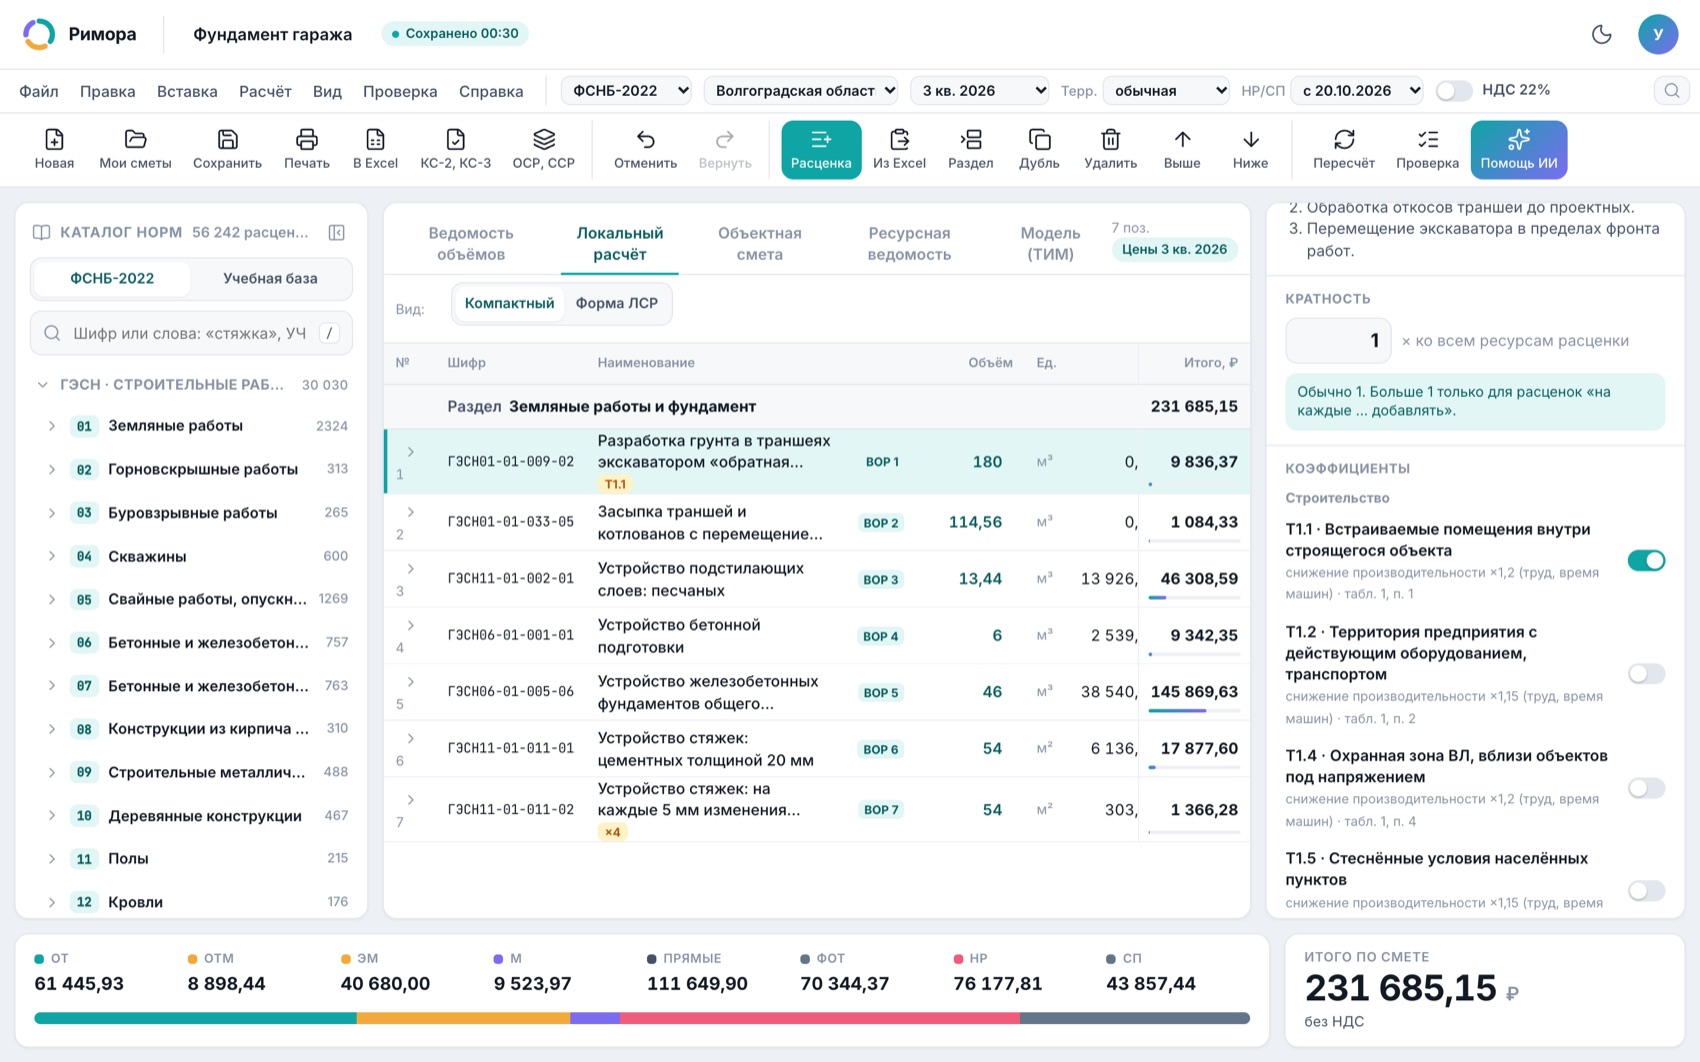 Римора
Фундамент гаража
Сохранено 00:30
У
Файл Правка Вставка Расчёт Вид Проверка Справка
ФСНБ-2022
Волгоградская област
3 кв. 2026
Терр. обычная
НР/СП с 20.10.2026
НДС 22%
Новая
Мои сметы
Сохранить
Печать
В Excel
КС-2, КС-3
ОСР, ССР
Отменить
Вернуть
Расценка
Из Excel
Раздел
Дубль
Удалить
Выше
Ниже
Пересчёт
Проверка
Помощь ИИ
КАТАЛОГ НОРМ 56 242 расцен...
ФСНБ-2022 Учебная база
Шифр или слова: «стяжка», УЧ /
ГЭСН · СТРОИТЕЛЬНЫЕ РАБ... 30 030
01 Земляные работы 2324
02 Горновскрышные работы 313
03 Буровзрывные работы 265
04 Скважины 600
05 Свайные работы, опускн... 1269
06 Бетонные и железобетон... 757
07 Бетонные и железобетон... 763
08 Конструкции из кирпича ... 310
09 Строительные металлич... 488
10 Деревянные конструкции 467
11 Полы 215
12 Кровли 176
Ведомость
объёмов
Локальный
расчёт
Объектная
смета
Ресурсная
ведомость
Модель
(ТИМ)
7 поз.
Цены 3 кв. 2026
Вид: Компактный Форма ЛСР
№ Шифр Наименование Объём Ед. Итого, ₽
Раздел Земляные работы и фундамент 231 685,15
1 ГЭСН01-01-009-02 Разработка грунта в траншеях
экскаватором «обратная... ВОР 1 180 м³ 0, 9 836,37
Т1.1
2 ГЭСН01-01-033-05 Засыпка траншей и
котлованов с перемещение... ВОР 2 114,56 м³ 0, 1 084,33
3 ГЭСН11-01-002-01 Устройство подстилающих
слоев: песчаных ВОР 3 13,44 м³ 13 926, 46 308,59
4 ГЭСН06-01-001-01 Устройство бетонной
подготовки ВОР 4 6 м³ 2 539, 9 342,35
5 ГЭСН06-01-005-06 Устройство железобетонных
фундаментов общего... ВОР 5 46 м³ 38 540, 145 869,63
6 ГЭСН11-01-011-01 Устройство стяжек:
цементных толщиной 20 мм ВОР 6 54 м² 6 136, 17 877,60
7 ГЭСН11-01-011-02 Устройство стяжек: на
каждые 5 мм изменения... ВОР 7 54 м² 303, 1 366,28
×4
2. Обработка откосов траншеи до проектных.
3. Перемещение экскаватора в пределах фронта
работ.
КРАТНОСТЬ
1 × ко всем ресурсам расценки
Обычно 1. Больше 1 только для расценок «на
каждые ... добавлять».
КОЭФФИЦИЕНТЫ
Строительство
Т1.1 · Встраиваемые помещения внутри
строящегося объекта
снижение производительности ×1,2 (труд, время
машин) · табл. 1, п. 1
Т1.2 · Территория предприятия с
действующим оборудованием,
транспортом
снижение производительности ×1,15 (труд, время
машин) · табл. 1, п. 2
Т1.4 · Охранная зона ВЛ, вблизи объектов
под напряжением
снижение производительности ×1,2 (труд, время
машин) · табл. 1, п. 4
Т1.5 · Стеснённые условия населённых
пунктов
снижение производительности ×1,15 (труд, время
ОТ ОТМ ЭМ М ПРЯМЫЕ ФОТ НР СП
61 445,93 8 898,44 40 680,00 9 523,97 111 649,90 70 344,37 76 177,81 43 857,44
ИТОГО ПО СМЕТЕ
231 685,15 ₽
без НДС